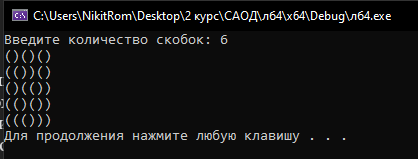 C:\Users\NikitRom\Desktop\2 курс\САОД\л64\x64\Debug\л64.exe
Введите количество скобок: 6
()()()
(())()
()(())
(()())
((()))
Для продолжения нажмите любую клавишу . . .